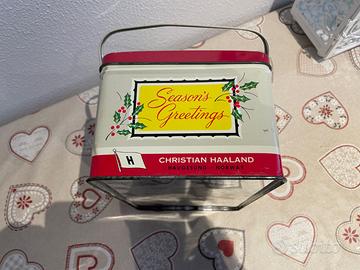 Season's
Greetings
H
CHRISTIAN HAALAND
HAUGESUND - NORWAY